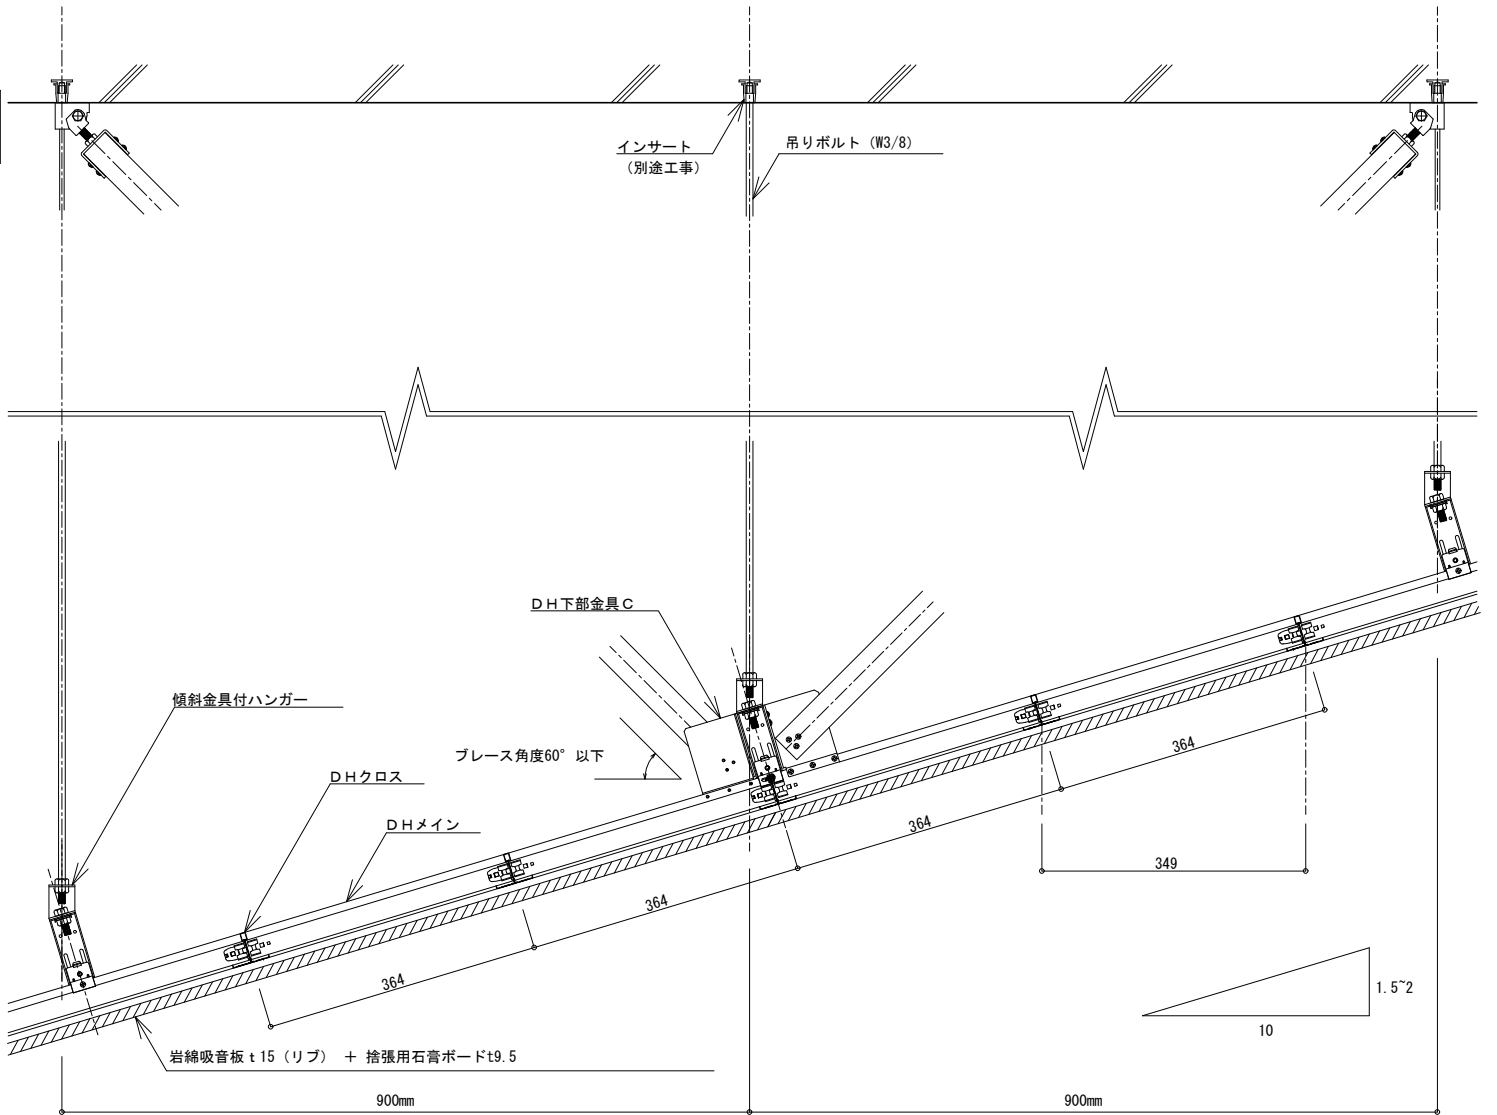 インサート
(別途工事)
吊りボルト (W3/8)
DH下部金具C
傾斜金具付ハンガー
ブレース角度60° 以下
DHクロス
DHメイン
364
364
349
364
364
1.5~2
10
岩綿吸音板 t 15 (リブ) + 捨張用石膏ボードt9.5
900mm
900mm